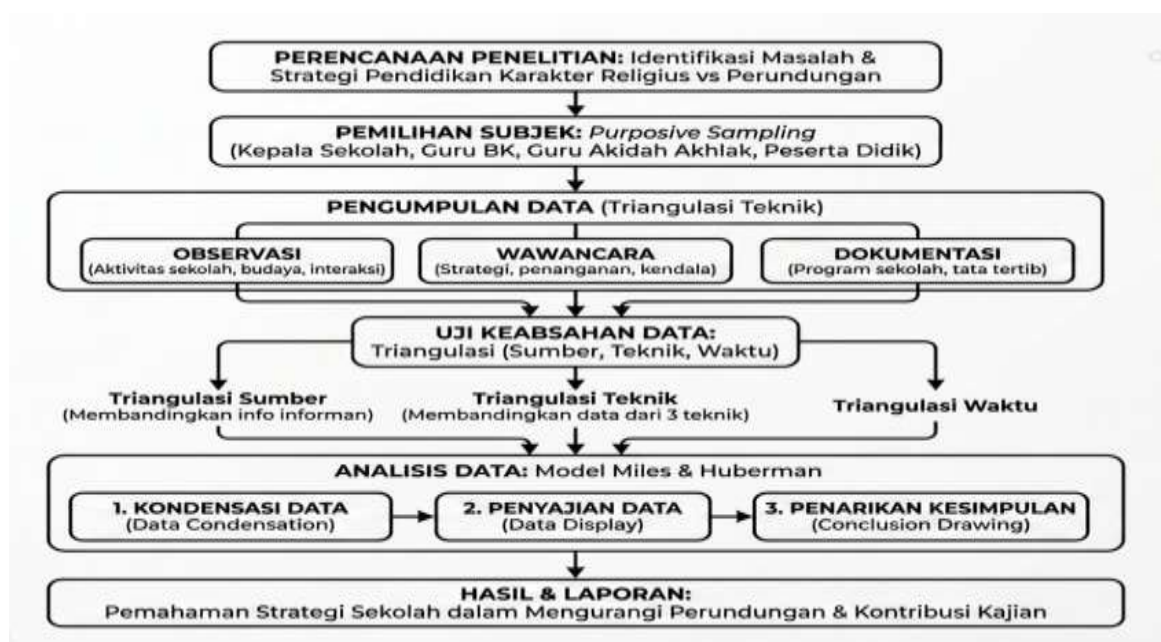 PERENCANAAN PENELITIAN: Identifikasi Masalah &
Strategi Pendidikan Karakter Religius vs Perundungan
PEMILIHAN SUBJEK: Purposive Sampling
(Kepala Sekolah, Guru BK, Guru Akidah Akhlak, Peserta Didik)
PENGUMPULAN DATA (Triangulasi Teknik)
OBSERVASI
(Aktivitas sekolah, budaya, interaksi)
WAWANCARA
(Strategi, penanganan, kendala)
DOKUMENTASI
(Program sekolah, tata tertib)
UJI KEABSAHAN DATA:
Triangulasi (Sumber, Teknik, Waktu)
Triangulasi Sumber
(Membandingkan info informan)
Triangulasi Teknik
(Membandingkan data dari 3 teknik)
Triangulasi Waktu
ANALISIS DATA: Model Miles & Huberman
1. KONDENSASI DATA
(Data Condensation)
2. PENYAJIAN DATA
(Data Display)
3. PENARIKAN KESIMPULAN
(Conclusion Drawing)
HASIL & LAPORAN:
Pemahaman Strategi Sekolah dalam Mengurangi Perundungan & Kontribusi Kajian